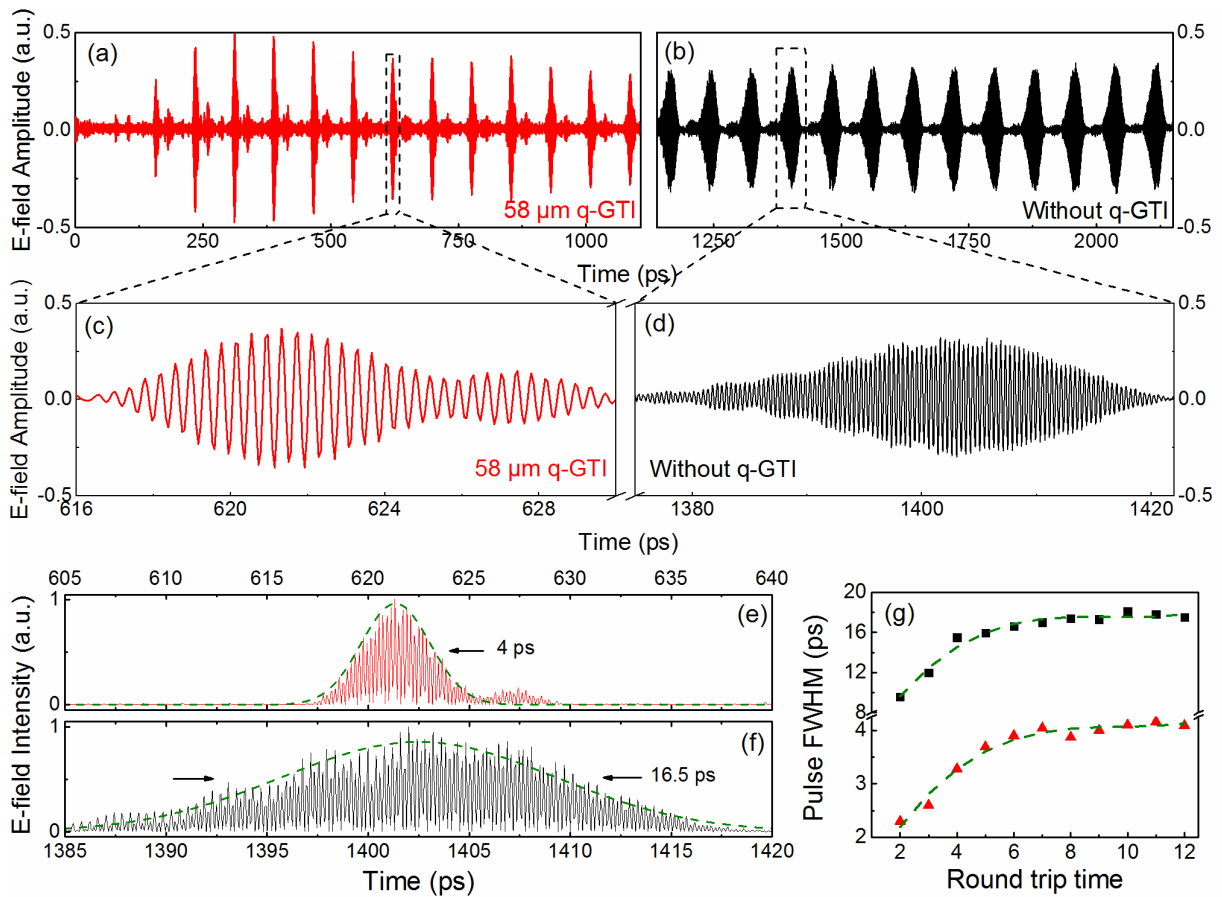 E-field Amplitude (a.u.)
0.5
0.0
-0.5
(a)
58 μm q-GTI
0 250 500 750 1000
(b)
Without q-GTI
0.5
0.0
-0.5
1250 1500 1750 2000
Time (ps)
E-field Amplitude (a.u.)
0.5
0.0
-0.5
(c)
58 μm q-GTI
616 620 624 628
(d)
Without q-GTI
0.5
0.0
-0.5
1380 1400 1420
Time (ps)
605 610 615 620 625 630 635 640
E-field Intensity (a.u.)
1
0
(e)
4 ps
1
0
(f)
16.5 ps
1385 1390 1395 1400 1405 1410 1415 1420
Time (ps)
Pulse FWHM (ps)
20
16
12
8
4
3
2
(g)
2 4 6 8 10 12
Round trip time